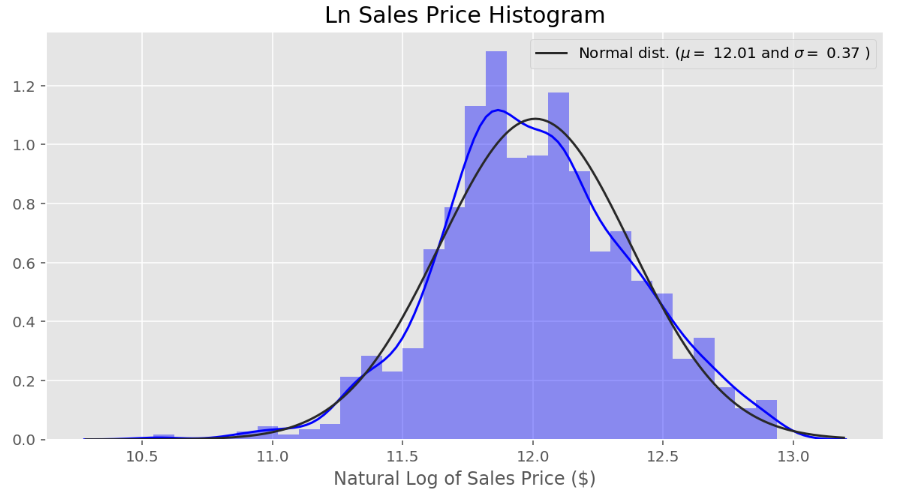 Ln Sales Price Histogram
Normal dist. (μ = 12.01 and σ = 0.37 )
1.2
1.0
0.8
0.6
0.4
0.2
0.0
10.5 11.0 11.5 12.0 12.5 13.0
Natural Log of Sales Price ($)